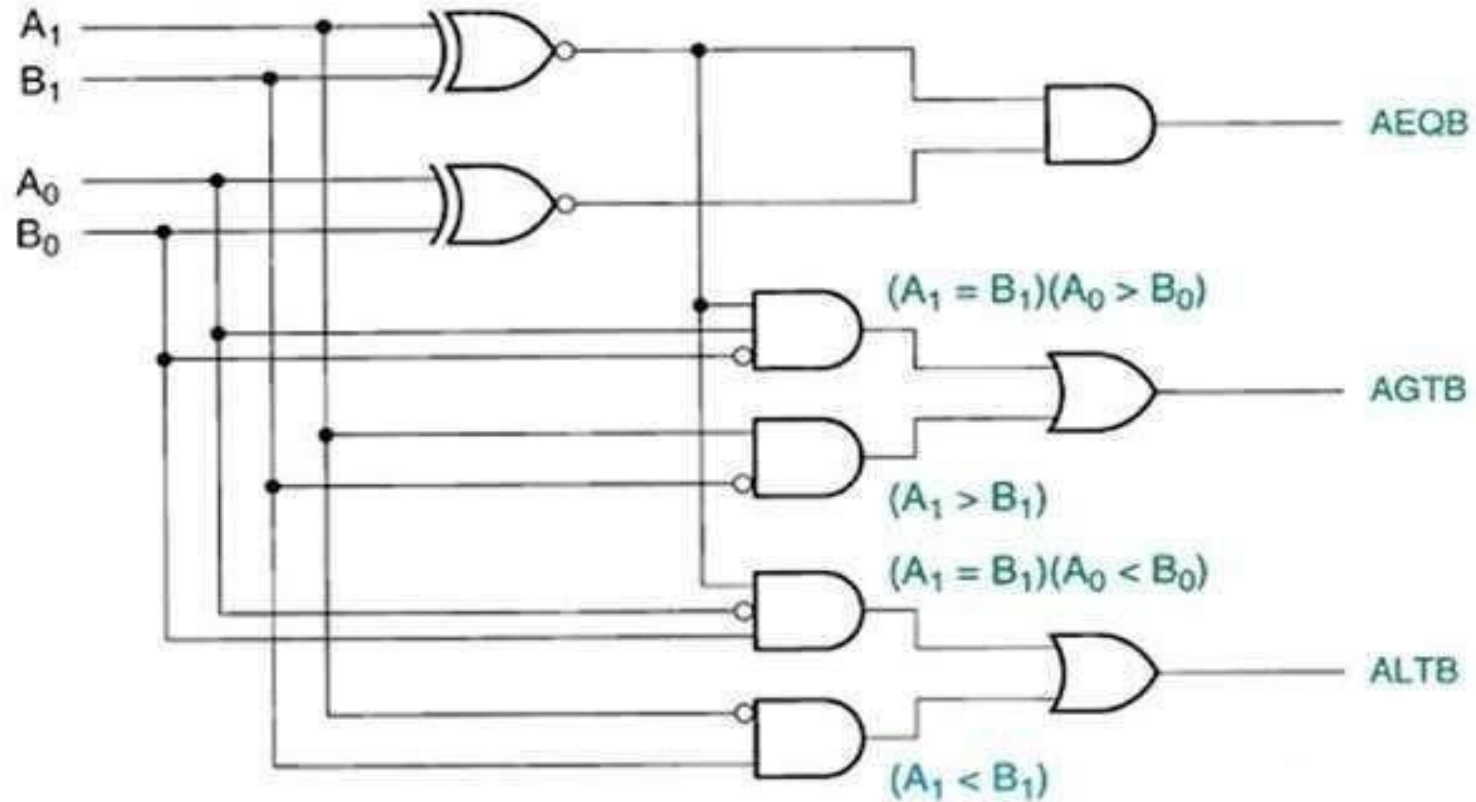 A₁
B₁
AEQB
A₀
B₀
(A₁ = B₁)(A₀ > B₀)
AGTB
(A₁ > B₁)
(A₁ = B₁)(A₀ < B₀)
ALTB
(A₁ < B₁)